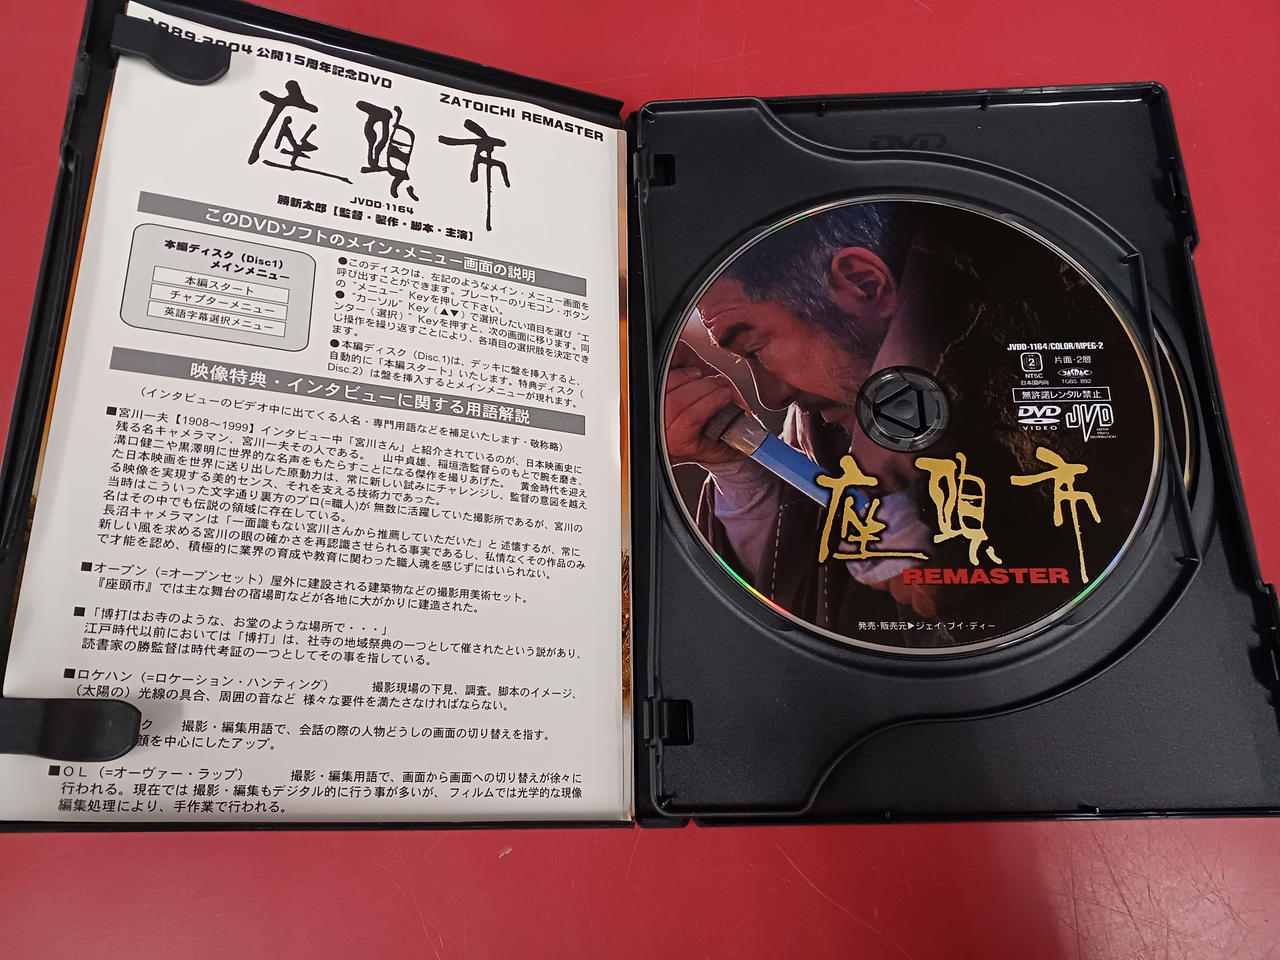 1989-2004 公開15周年記念DVD
ZATOICHI REMASTER
座頭市
JVDD-1164
勝新太郎【監督・製作・脚本・主演】
このDVDソフトのメイン・メニュー画面の説明
本編ディスク（Disc1）
メインメニュー
本編スタート
チャプターメニュー
英語字幕選択メニュー
●このディスクは、左記のようなメイン・メニュー画面を
呼び出すことができます。プレーヤーのリモコン・ボタン
の“メニュー”Keyを押して下さい。
●“カーソル”Key（▲▼）で選択したい項目を選び“エ
ンター（選択）”Keyを押すと、次の画面に移ります。同
じ操作を繰り返すことにより、各項目の選択肢を決定でき
ます。
●本編ディスク（Disc.1)は、デッキに盤を挿入すると、
自動的に「本編スタート」いたします。特典ディスク（
Disc.2）は盤を挿入するとメインメニューが現れます。
映像特典・インタビューに関する用語解説
（インタビューのビデオ中に出てくる人名・専門用語などを補足いたします・敬称略）
■宮川一夫【1908～1999】インタビュー中「宮川さん」と紹介されているのが、日本映画史に
残る名キャメラマン、宮川一夫その人である。 山中貞雄、稲垣浩監督らのもとで腕を磨き、
溝口健二や黒澤明に世界的な名声をもたらすことになる傑作を撮りあげた。 黄金時代を迎え
た日本映画を世界に送り出した原動力は、常に新しい試みにチャレンジし、監督の意図を越え
る映像を実現する美的センス、それを支える技術力であった。
当時はこういった文字通り裏方のプロ(=職人)が 無数に活躍していた撮影所であるが、宮川の
名はその中でも伝説の領域に存在している。
長沼キャメラマンは「一面識もない宮川さんから推薦していただいた」と 述懐するが、常に
新しい風を求める宮川の眼の確かさを再認識させられる事実であるし、私情なくその作品のみ
で才能を認め、積極的に業界の育成や教育に関わった職人魂を感じずにはいられない。
■オープン（=オープンセット）屋外に建設される建築物などの撮影用美術セット。
『座頭市』では主な舞台の宿場町などが各地に大がかりに建造された。
■「博打はお寺のような、お堂のような場所で・・・」
江戸時代以前においては「博打」は、社寺の地域祭典の一つとして催されたという説があり、
読書家の勝監督は時代考証の一つとしてその事を指している。
■ロケハン（=ロケーション・ハンティング） 撮影現場の下見、調査。脚本のイメージ、
（太陽の）光線の具合、周囲の音など 様々な要件を満たさなければならない。
ク 撮影・編集用語で、会話の際の人物どうしの画面の切り替えを指す。
顔を中心にしたアップ。
■ＯＬ（=オーヴァー・ラップ） 撮影・編集用語で、画面から画面への切り替えが徐々に
行われる。現在では 撮影・編集もデジタル的に行う事が多いが、フィルムでは光学的な現像
編集処理により、手作業で行われる。
DVD
JVDD-1164/COLOR/MPEG-2
2
NTSC
日本国内向
片面・2層
JASRAC
TGBS 892
無許諾レンタル禁止
DVD
VIDEO
JVD
JAPAN
VIDEO
DISTRIBUTION
座頭市
REMASTER
発売・販売元▶ジェイ・ブイ・ディー